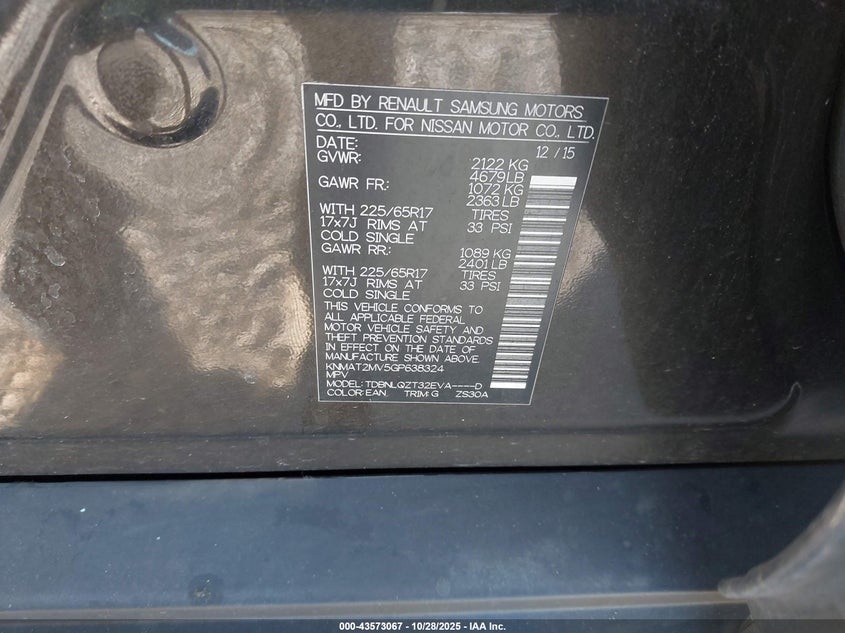 MFD BY RENAULT SAMSUNG MOTORS
CO., LTD. FOR NISSAN MOTOR CO., LTD.
DATE: 12 / 15
GVWR: 2122 KG
4679 LB
GAWR FR.: 1072 KG
2363 LB
WITH 225/65R17 TIRES
17x7J RIMS AT 33 PSI
COLD SINGLE
GAWR RR.: 1089 KG
2401 LB
WITH 225/65R17 TIRES
17x7J RIMS AT 33 PSI
COLD SINGLE
THIS VEHICLE CONFORMS TO
ALL APPLICABLE FEDERAL
MOTOR VEHICLE SAFETY AND
THEFT PREVENTION STANDARDS
IN EFFECT ON THE DATE OF
MANUFACTURE SHOWN ABOVE.
KNMAT2MV5GP638324
MPV
MODEL: TDBNLQZT32EVA----D
COLOR: EAN TRIM: G ZS30A
000-43573067 • 10/28/2025 • IAA Inc.